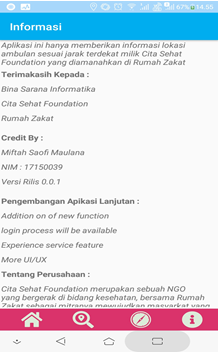 67% 14:55
Informasi
Aplikasi ini hanya memberikan informasi lokasi
ambulan sesuai jarak terdekat milik Cita Sehat
Foundation yang diamanahkan di Rumah Zakat
Terimakasih Kepada :
Bina Sarana Informatika
Cita Sehat Foundation
Rumah Zakat
Credit By :
Miftah Saofi Maulana
NIM : 17150039
Versi Rilis 0.0.1
Pengembangan Apikasi Lanjutan :
Addition on of new function
login process will be available
Experience service feature
More UI/UX
Tentang Perusahaan :
Cita Sehat Foundation merupakan sebuah NGO
yang bergerak di bidang kesehatan, bersama Rumah
Zakat sebagai mitranya mewujudkan masyarkat yang